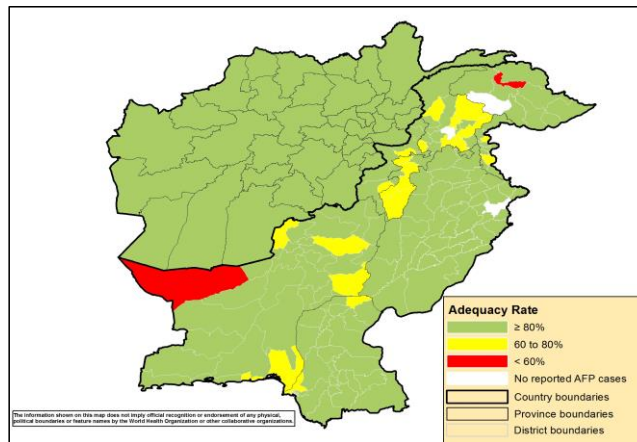 Adequacy Rate
≥ 80%
60 to 80%
< 60%
No reported AFP cases
Country boundaries
Province boundaries
District boundaries
The information shown on this map does not imply official recognition or endorsement of any physical,
political boundaries or feature names by the World Health Organization or other collaborative organizations.